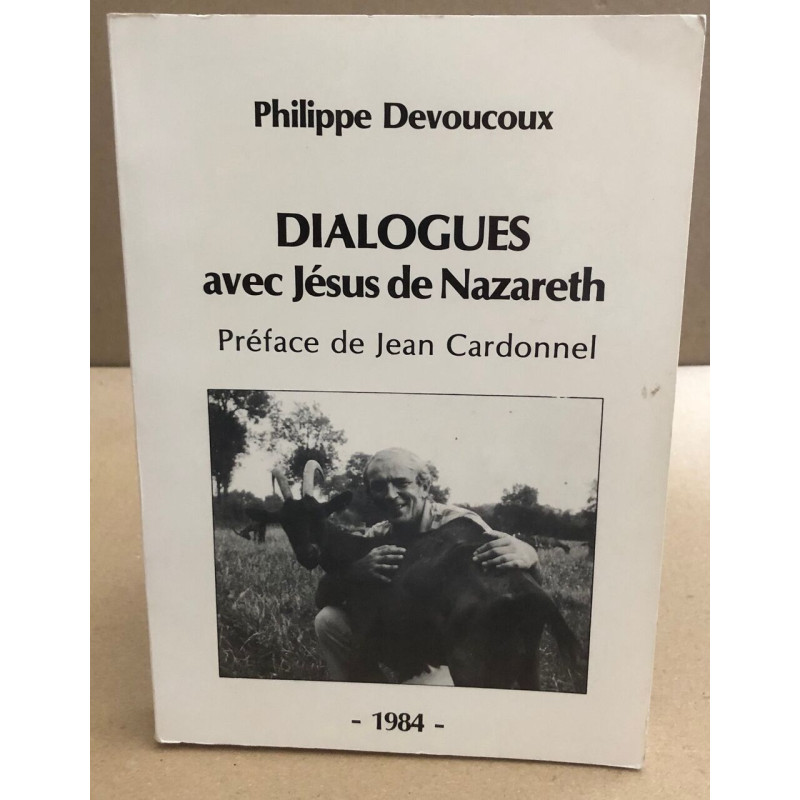 Philippe Devoucoux
DIALOGUES
avec Jésus de Nazareth
Préface de Jean Cardonnel
- 1984 -